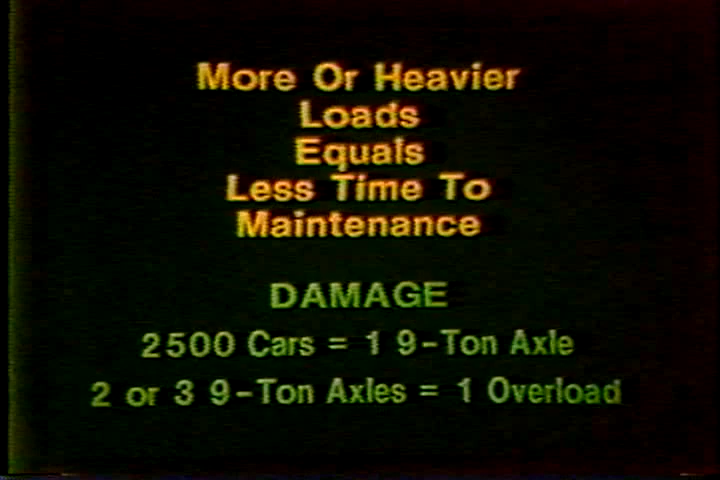 More Or Heavier
Loads
Equals
Less Time To
Maintenance
DAMAGE
2500 Cars = 1 9-Ton Axle
2 or 3 9-Ton Axles = 1 Overload